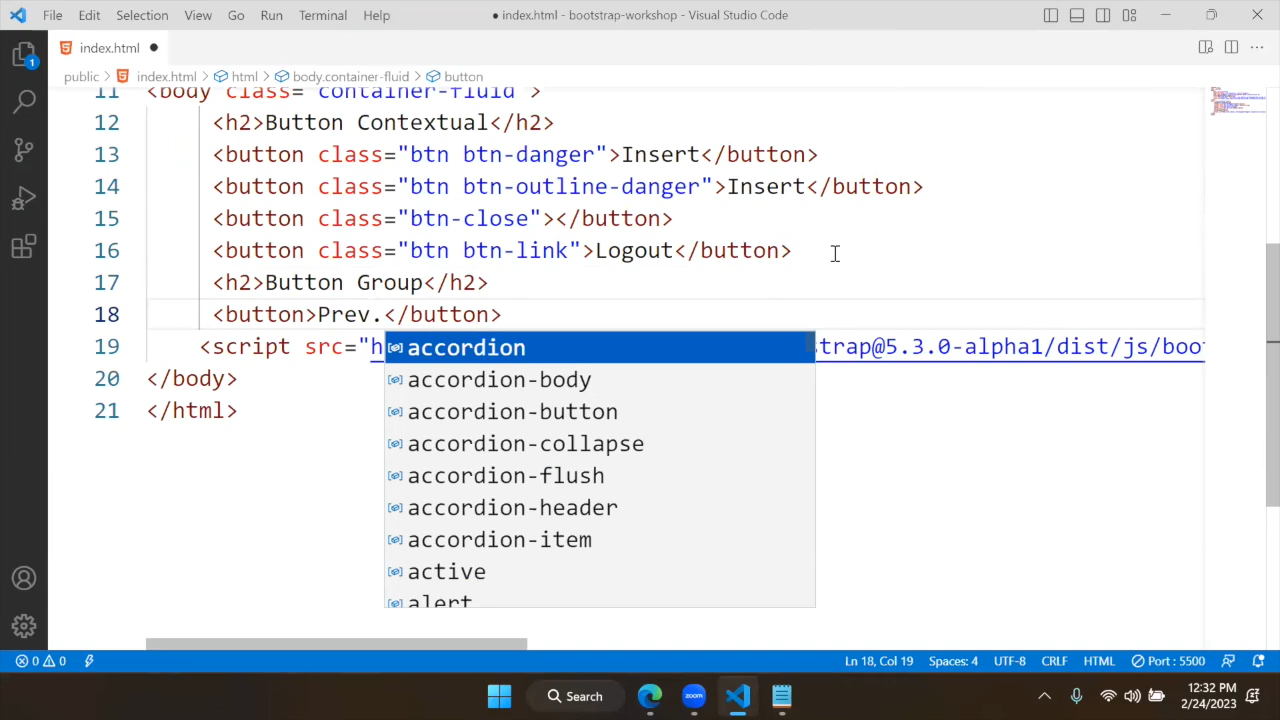 File Edit Selection View Go Run Terminal Help ● index.html - bootstrap-workshop - Visual Studio Code
index.html ●
public > index.html > html > body.container-fluid > button
11 <body class="container-fluid">
12 <h2>Button Contextual</h2>
13 <button class="btn btn-danger">Insert</button>
14 <button class="btn btn-outline-danger">Insert</button>
15 <button class="btn-close"></button>
16 <button class="btn btn-link">Logout</button>
17 <h2>Button Group</h2>
18 <button>Prev.</button>
19 <script src="h strap@5.3.0-alpha1/dist/js/boo
20 </body>
21 </html>
accordion
accordion-body
accordion-button
accordion-collapse
accordion-flush
accordion-header
accordion-item
active
alert
1
0 0 Ln 18, Col 19 Spaces: 4 UTF-8 CRLF HTML Port : 5500
Search zoom 12:32 PM
2/24/2023